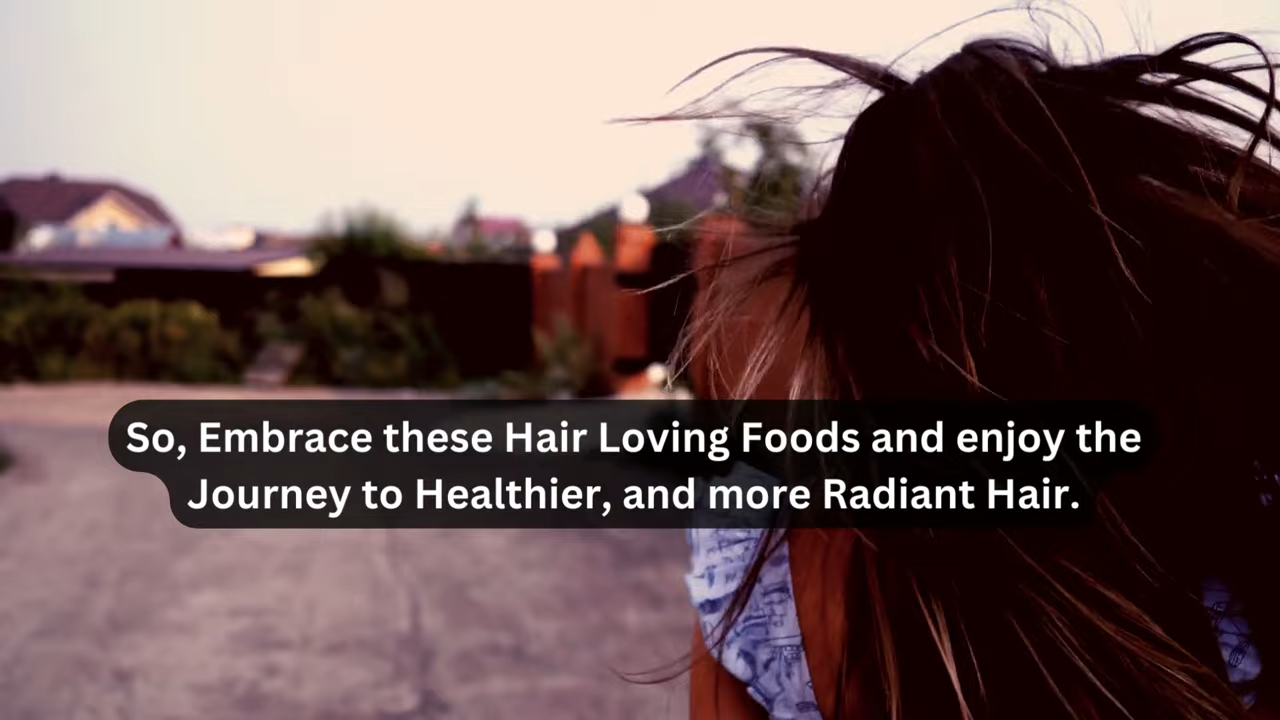 So, Embrace these Hair Loving Foods and enjoy the
Journey to Healthier, and more Radiant Hair.